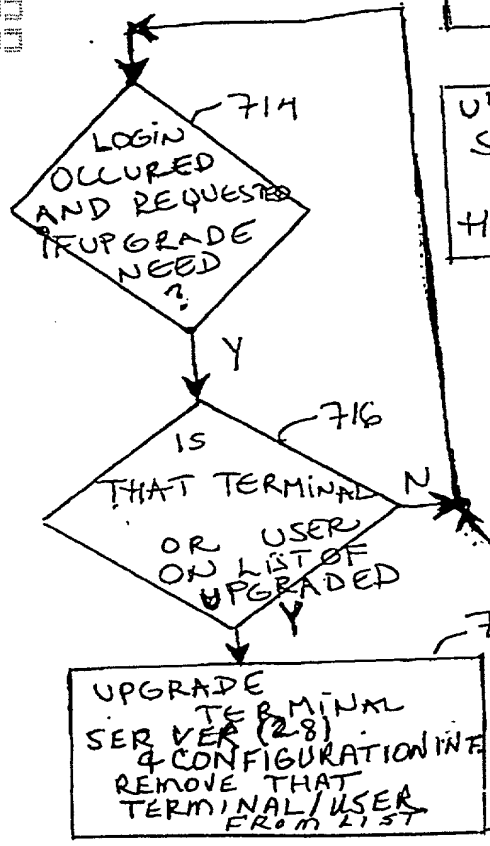 714
LOGIN
OCCURED
AND REQUESTED
IF UPGRADE
NEED
?
Y
716
IS
THAT TERMINAL
OR USER
ON LIST OF
UPGRADED
N
Y
7
UPGRADE
TERMINAL
SERVER (28)
& CONFIGURATION INF
REMOVE THAT
TERMINAL/USER
FROM LIST
U
S
H